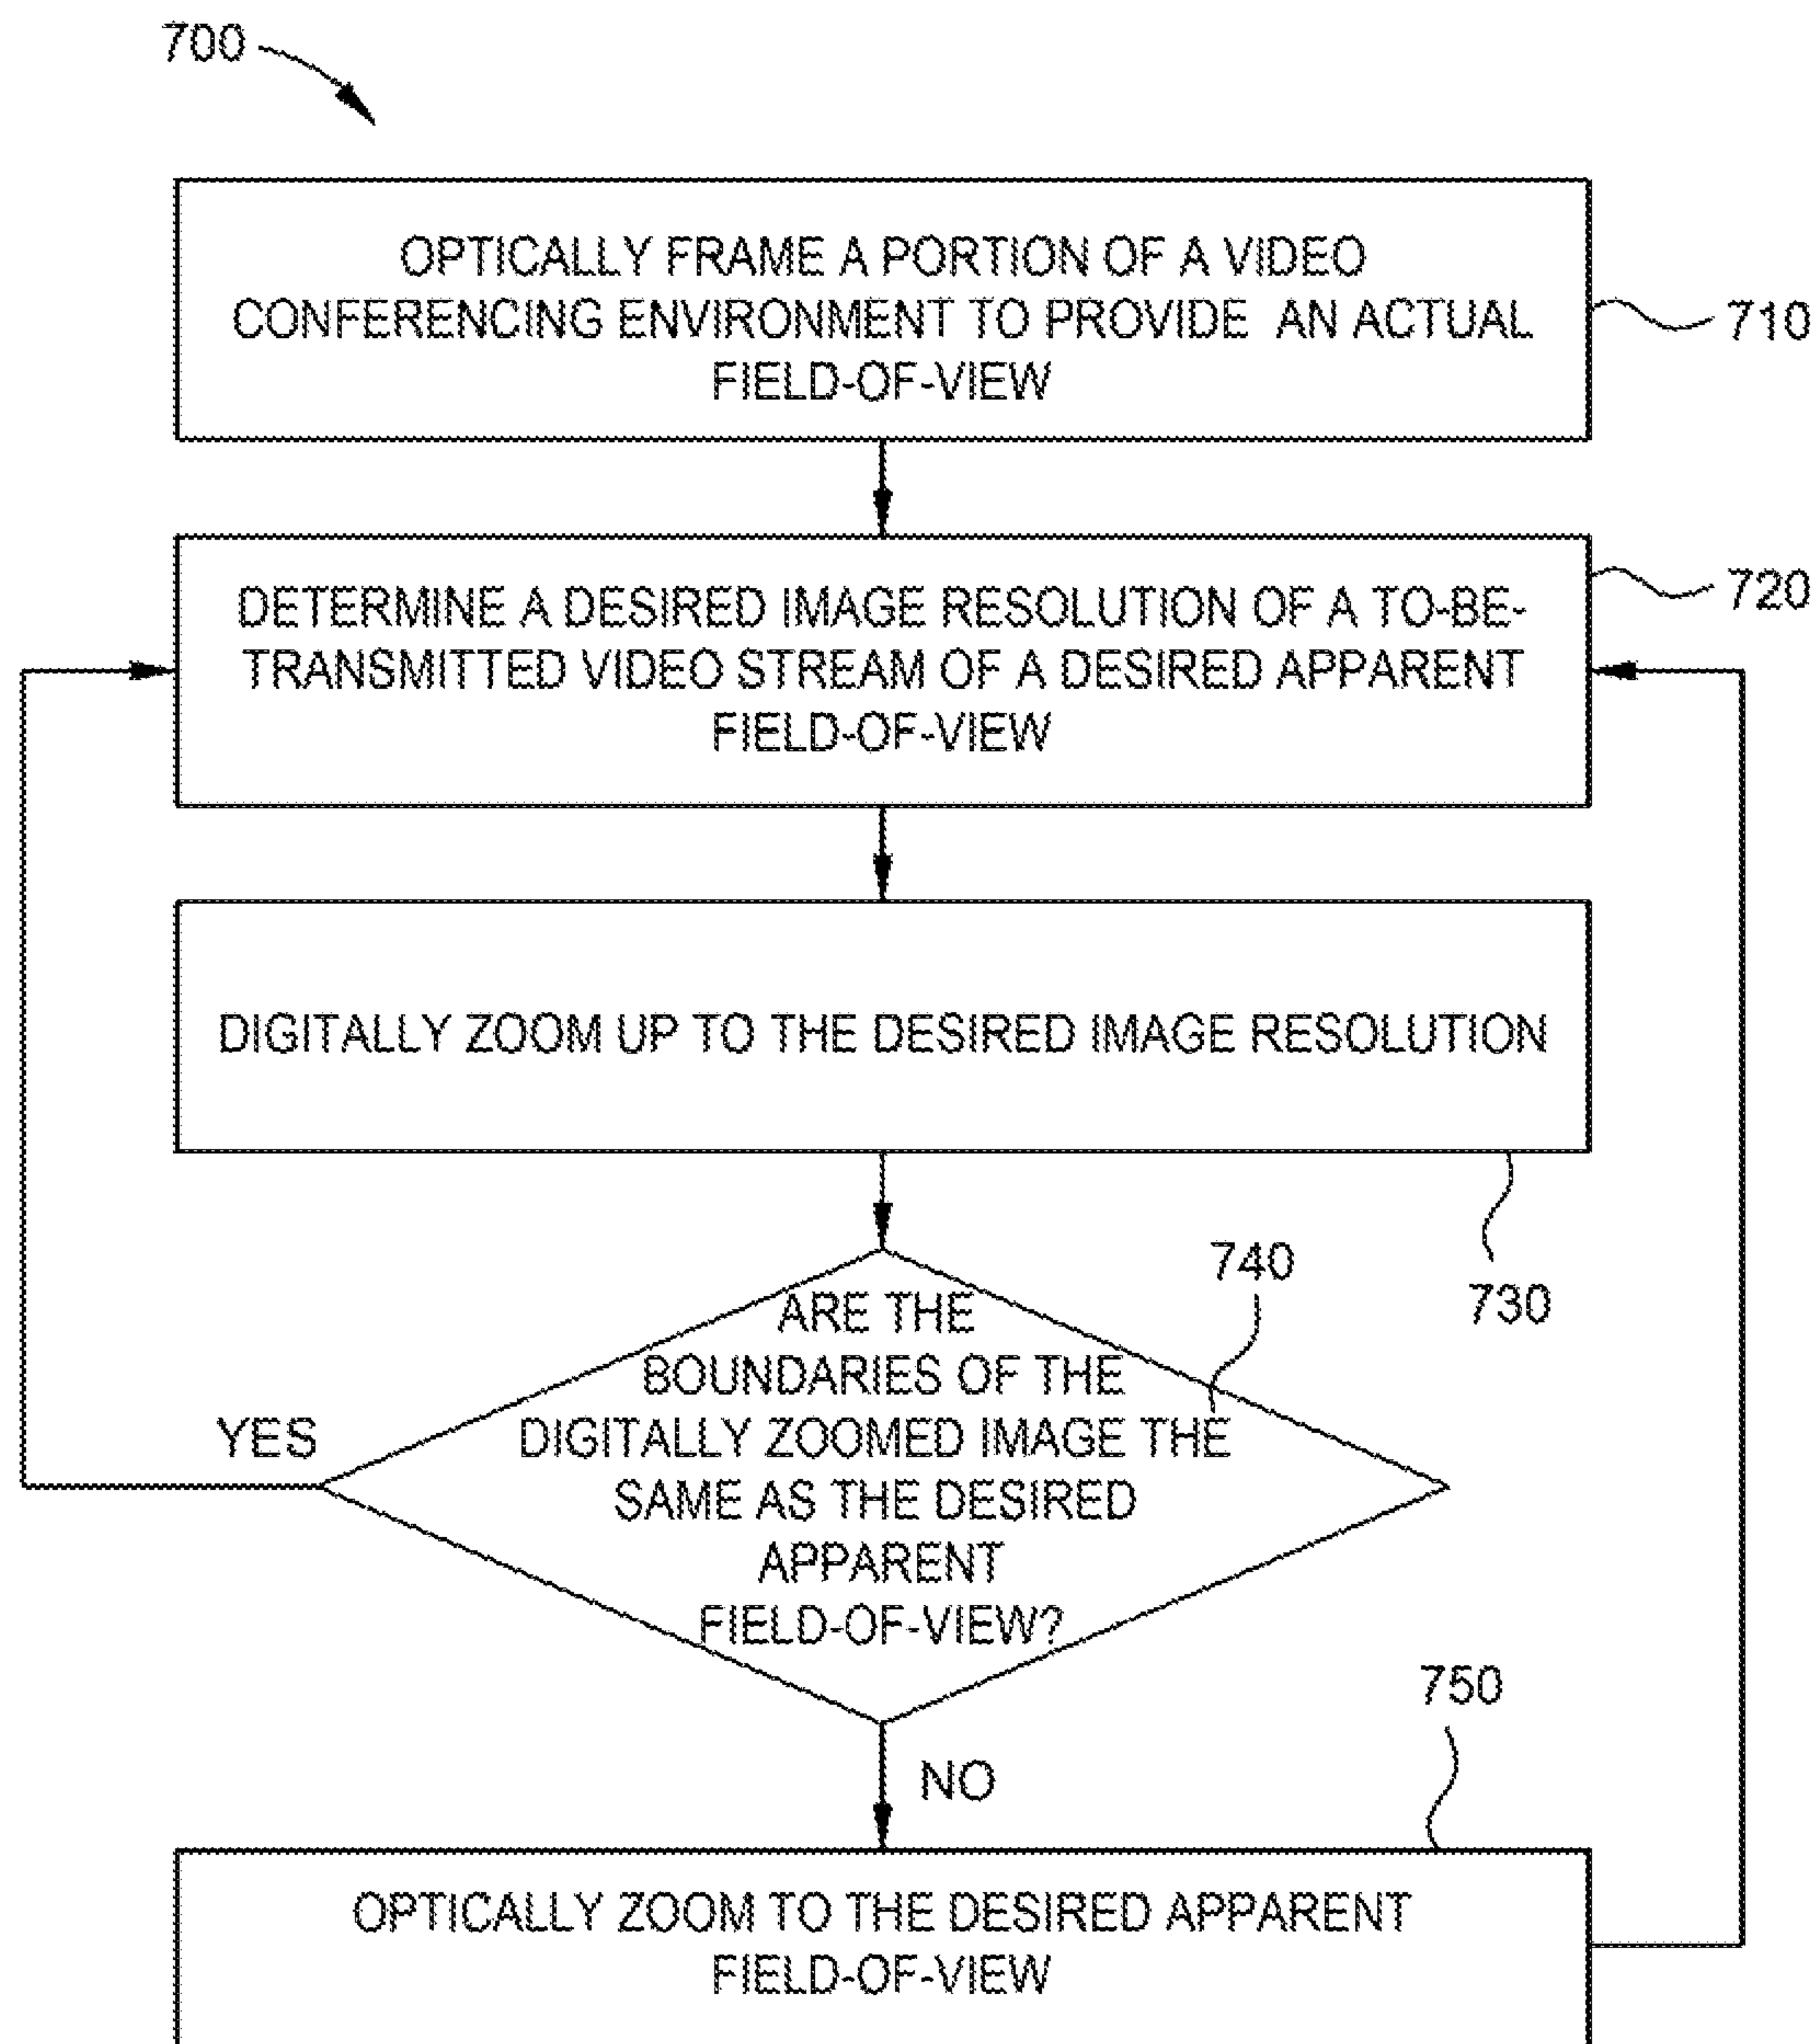 700
OPTICALLY FRAME A PORTION OF A VIDEO
CONFERENCING ENVIRONMENT TO PROVIDE AN ACTUAL
FIELD-OF-VIEW
710
DETERMINE A DESIRED IMAGE RESOLUTION OF A TO-BE-
TRANSMITTED VIDEO STREAM OF A DESIRED APPARENT
FIELD-OF-VIEW
720
DIGITALLY ZOOM UP TO THE DESIRED IMAGE RESOLUTION
730
ARE THE
BOUNDARIES OF THE
DIGITALLY ZOOMED IMAGE THE
SAME AS THE DESIRED
APPARENT
FIELD-OF-VIEW?
740
YES
NO
750
OPTICALLY ZOOM TO THE DESIRED APPARENT
FIELD-OF-VIEW